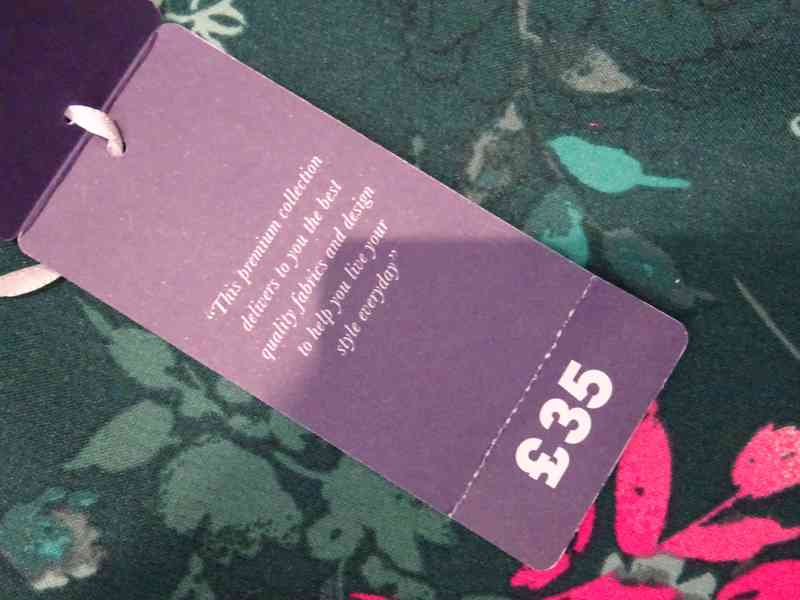 “This premium collection
delivers to you the best
quality fabrics and design
to help you live your
style everyday”
£35